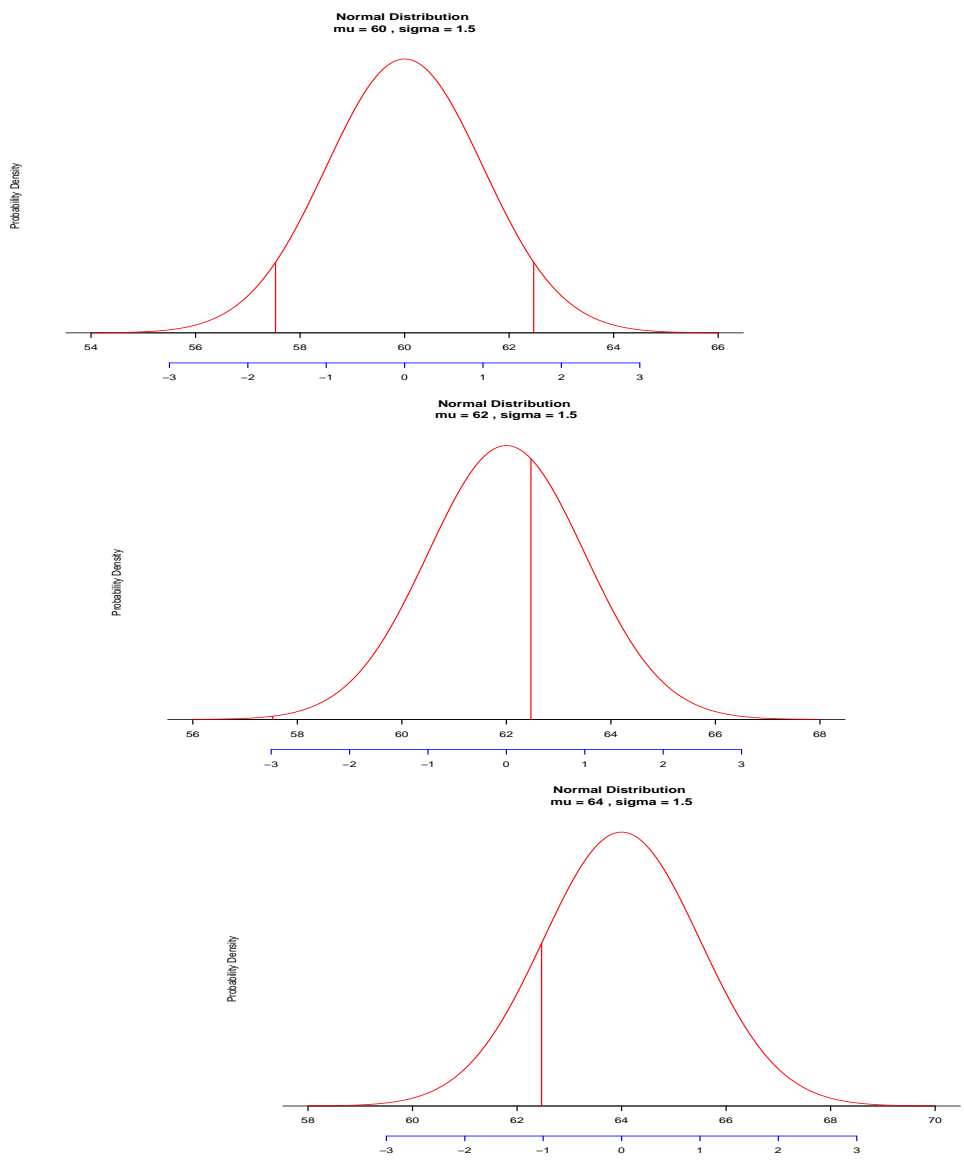 Normal Distribution
mu = 60 , sigma = 1.5
Probability Density
54 56 58 60 62 64 66
−3 −2 −1 0 1 2 3
Normal Distribution
mu = 62 , sigma = 1.5
Probability Density
56 58 60 62 64 66 68
−3 −2 −1 0 1 2 3
Normal Distribution
mu = 64 , sigma = 1.5
Probability Density
58 60 62 64 66 68 70
−3 −2 −1 0 1 2 3